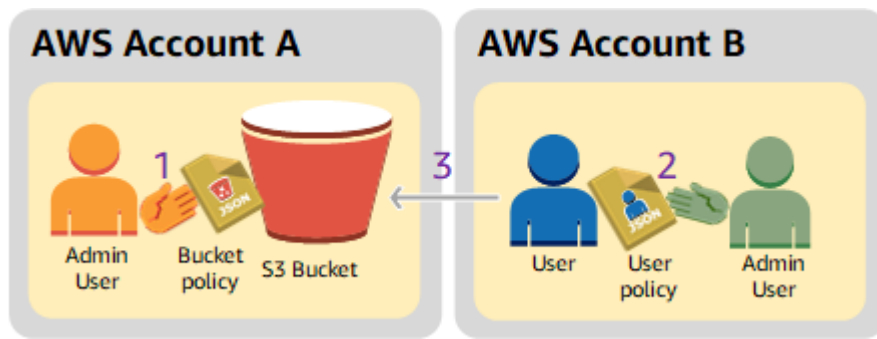 AWS Account A
AWS Account B
1
JSON
3
2
JSON
Admin
User
Bucket
policy
S3 Bucket
User
User
policy
Admin
User